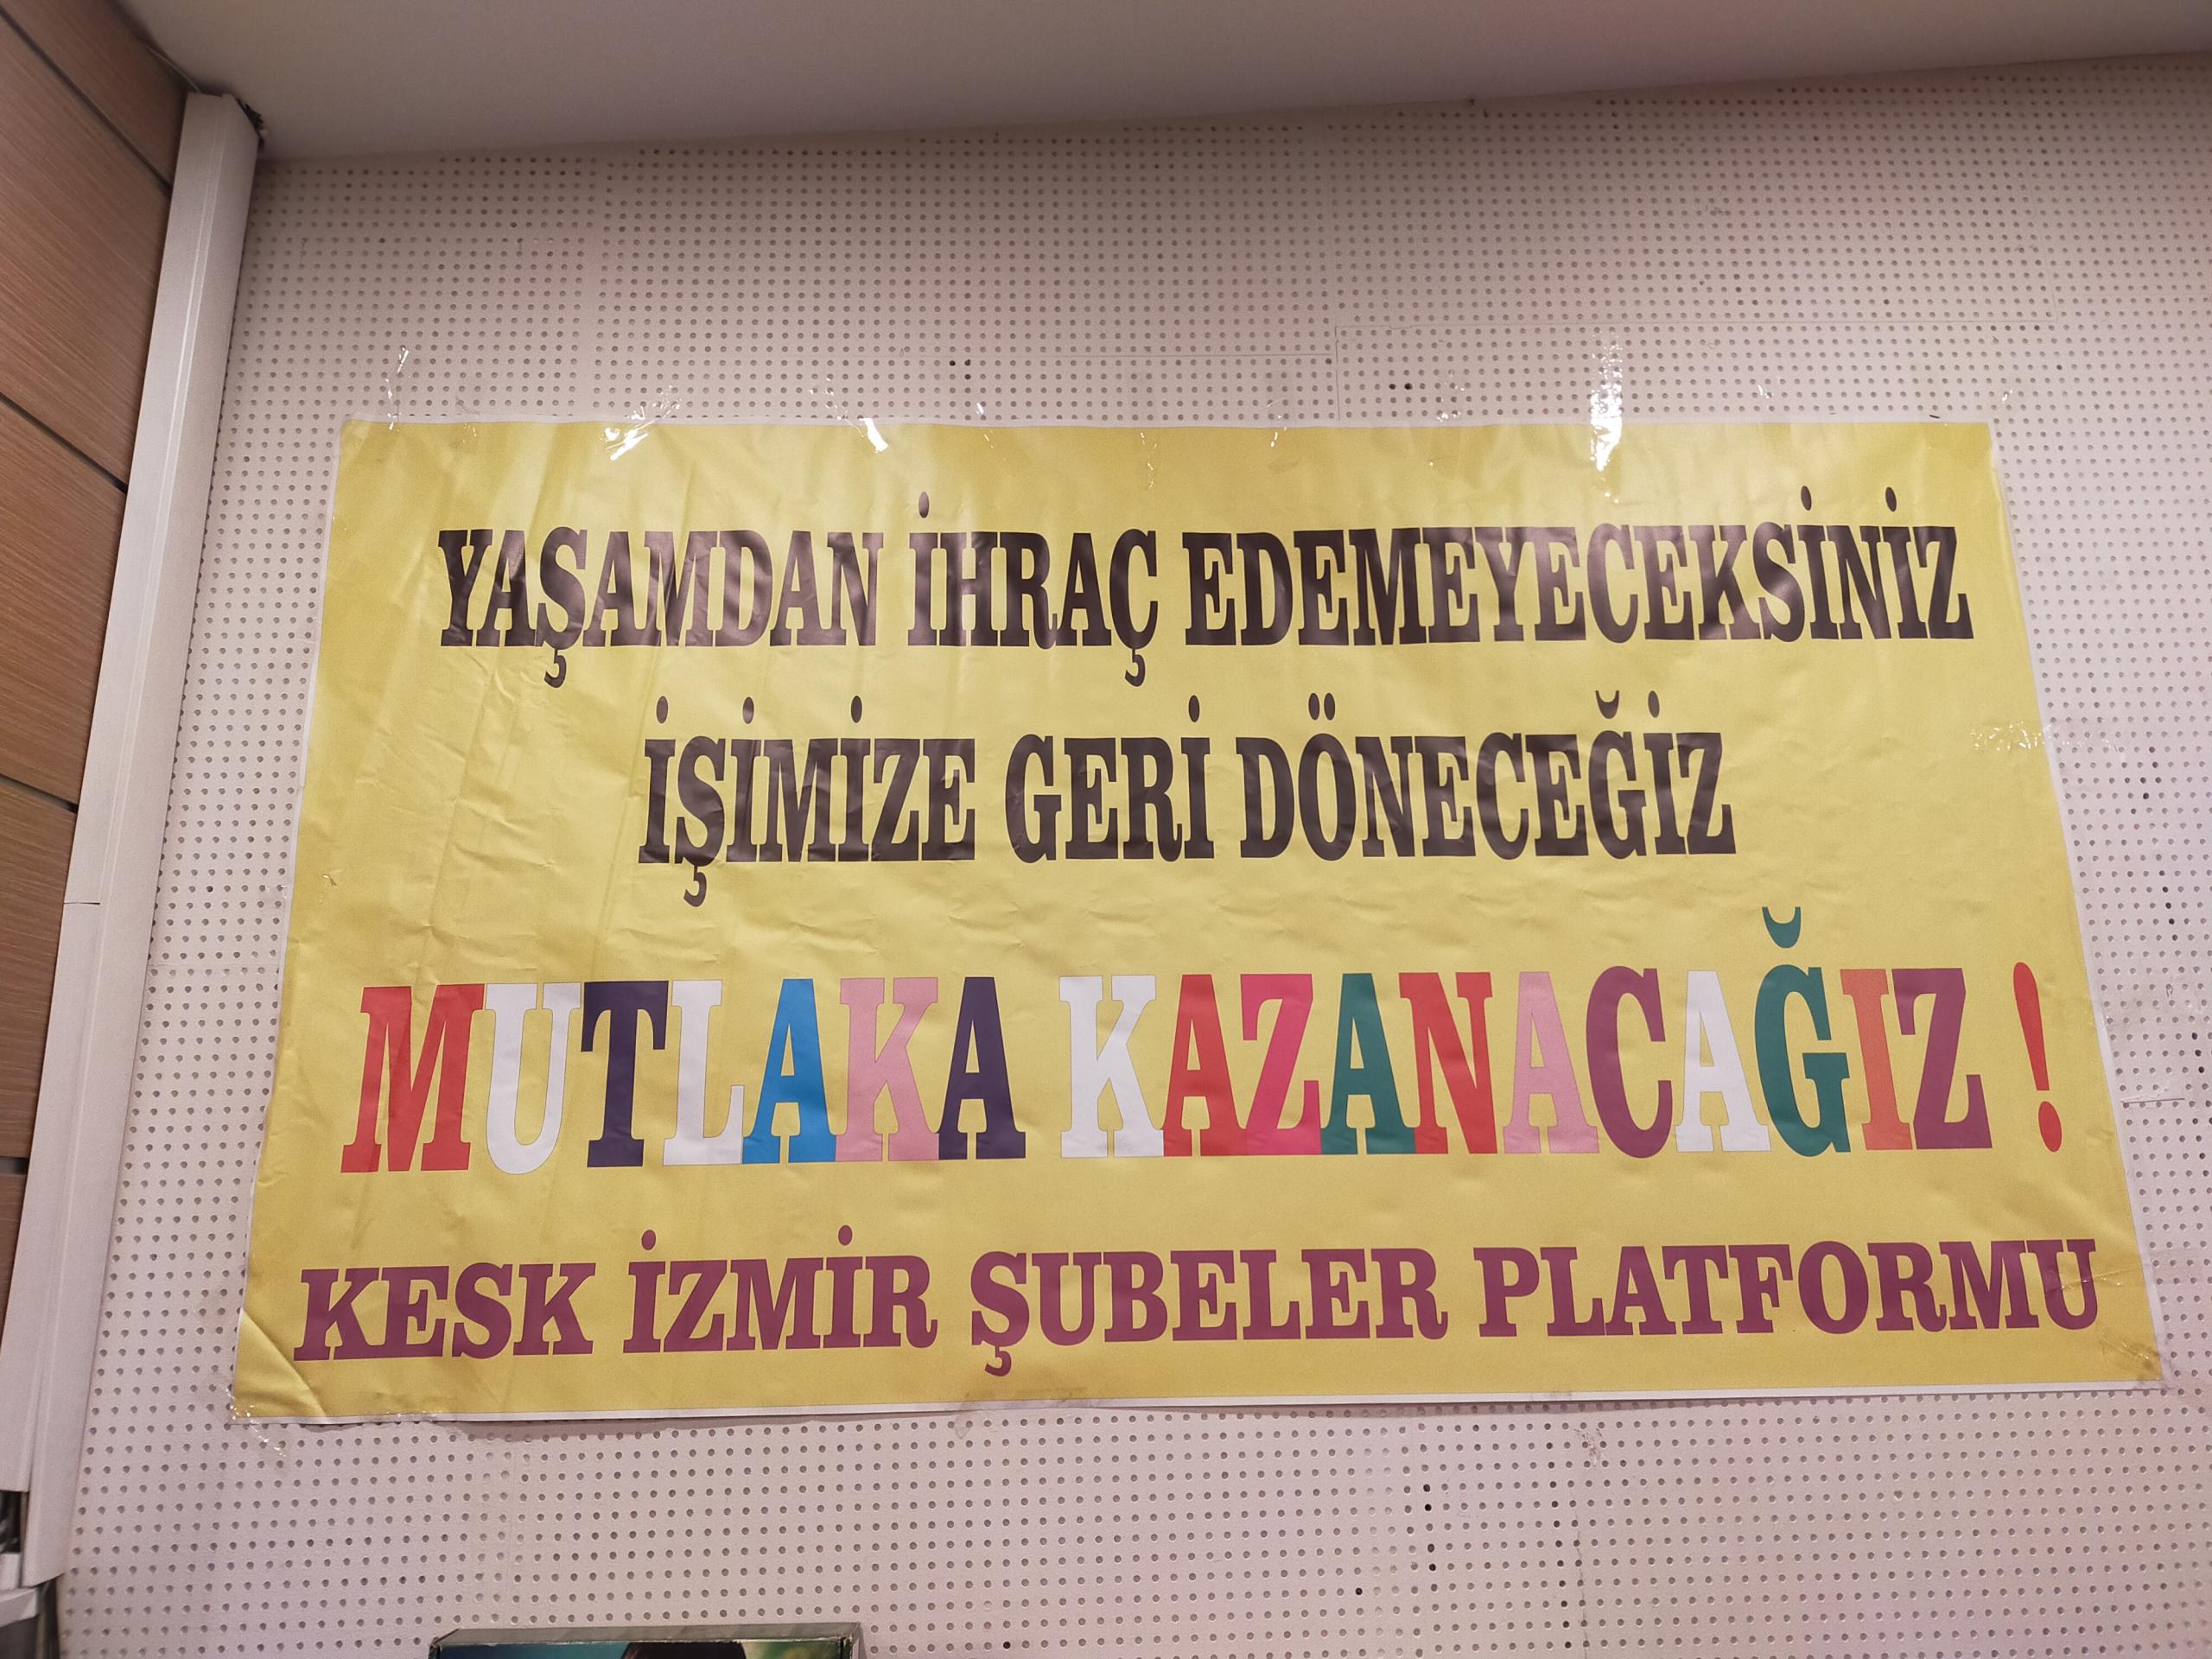 YAŞAMDAN İHRAÇ EDEMEYECEKSİNİZ
İŞİMİZE GERİ DÖNECEĞİZ
MUTLAKA KAZANACAĞIZ !
KESK İZMİR ŞUBELER PLATFORMU